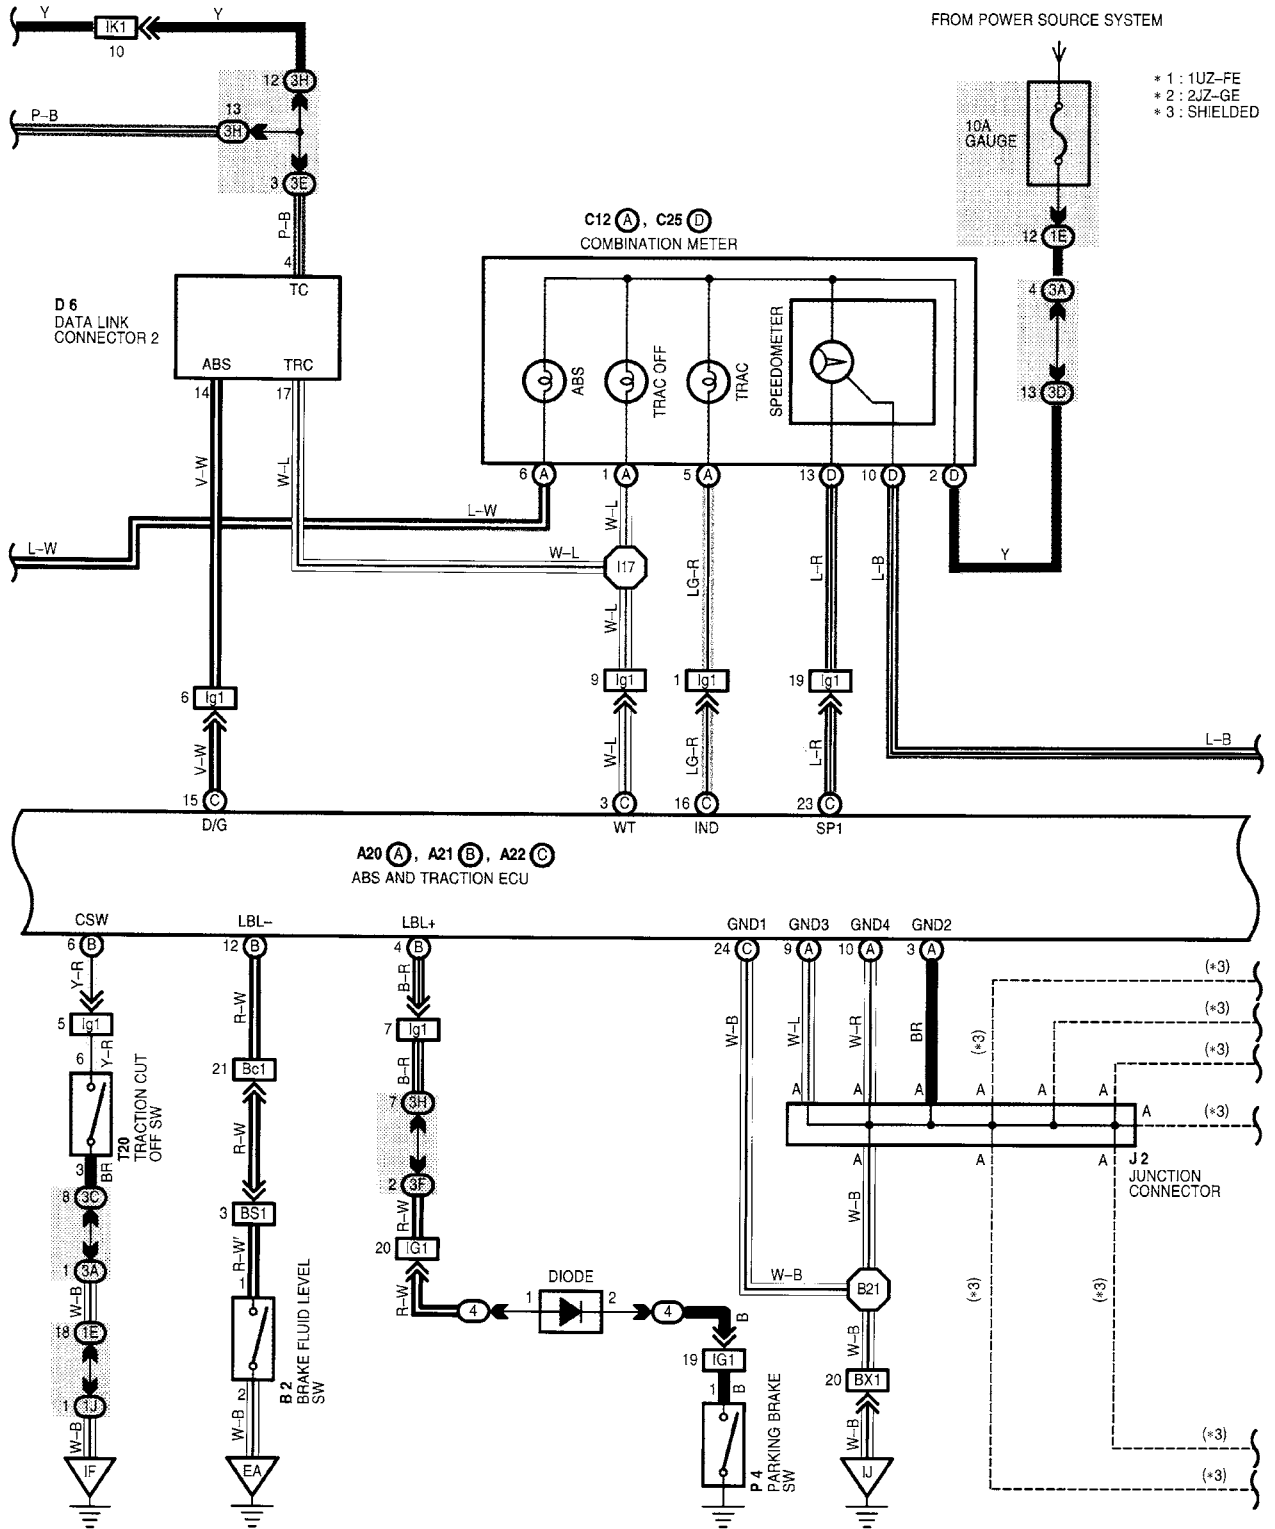 FROM POWER SOURCE SYSTEM
* 1 : 1UZ–FE
* 2 : 2JZ–GE
* 3 : SHIELDED
Y
IK1
10
Y
12 3H
P–B
13
3H
3 3E
P–B
4
TC
D 6
DATA LINK
CONNECTOR 2
ABS
TRC
14
17
10A
GAUGE
12 1E
4 3A
13 3D
C12 A, C25 D
COMBINATION METER
ABS
TRAC OFF
TRAC
SPEEDOMETER
6 A
1 A
5 A
13 D
10 D
2 D
V–W
W–L
L–W
L–W
W–L
W–L
I17
W–L
LG–R
L–R
L–B
Y
6 Ig1
9 Ig1
1 Ig1
19 Ig1
V–W
W–L
LG–R
L–R
L–B
15 C
3 C
16 C
23 C
D/G
WT
IND
SP1
A20 A, A21 B, A22 C
ABS AND TRACTION ECU
CSW
LBL–
LBL+
GND1
GND3
GND4
GND2
6 B
12 B
4 B
24 C
9 A
10 A
3 A
Y–R
5 Ig1
6
Y–R
T20
TRACTION CUT
OFF SW
3
BR
8 3C
1 3A
W–B
18 1E
1 1J
W–B
IF
R–W
21 Bc1
R–W
3 BS1
R–W
1
B 2
BRAKE FLUID LEVEL
SW
2
W–B
EA
B–R
7 Ig1
B–R
7 3H
2 3F
R–W
20 IG1
R–W
4
1
DIODE
2
4
B
19 IG1
1
B
P 4
PARKING BRAKE
SW
W–B
W–L
W–R
BR
(*3)
(*3)
(*3)
(*3)
(*3)
A
A
A
A
A
A
A
A
A
A
J 2
JUNCTION
CONNECTOR
W–B
W–B
B21
W–B
20 BX1
W–B
IJ
(*3)
(*3)
(*3)
(*3)